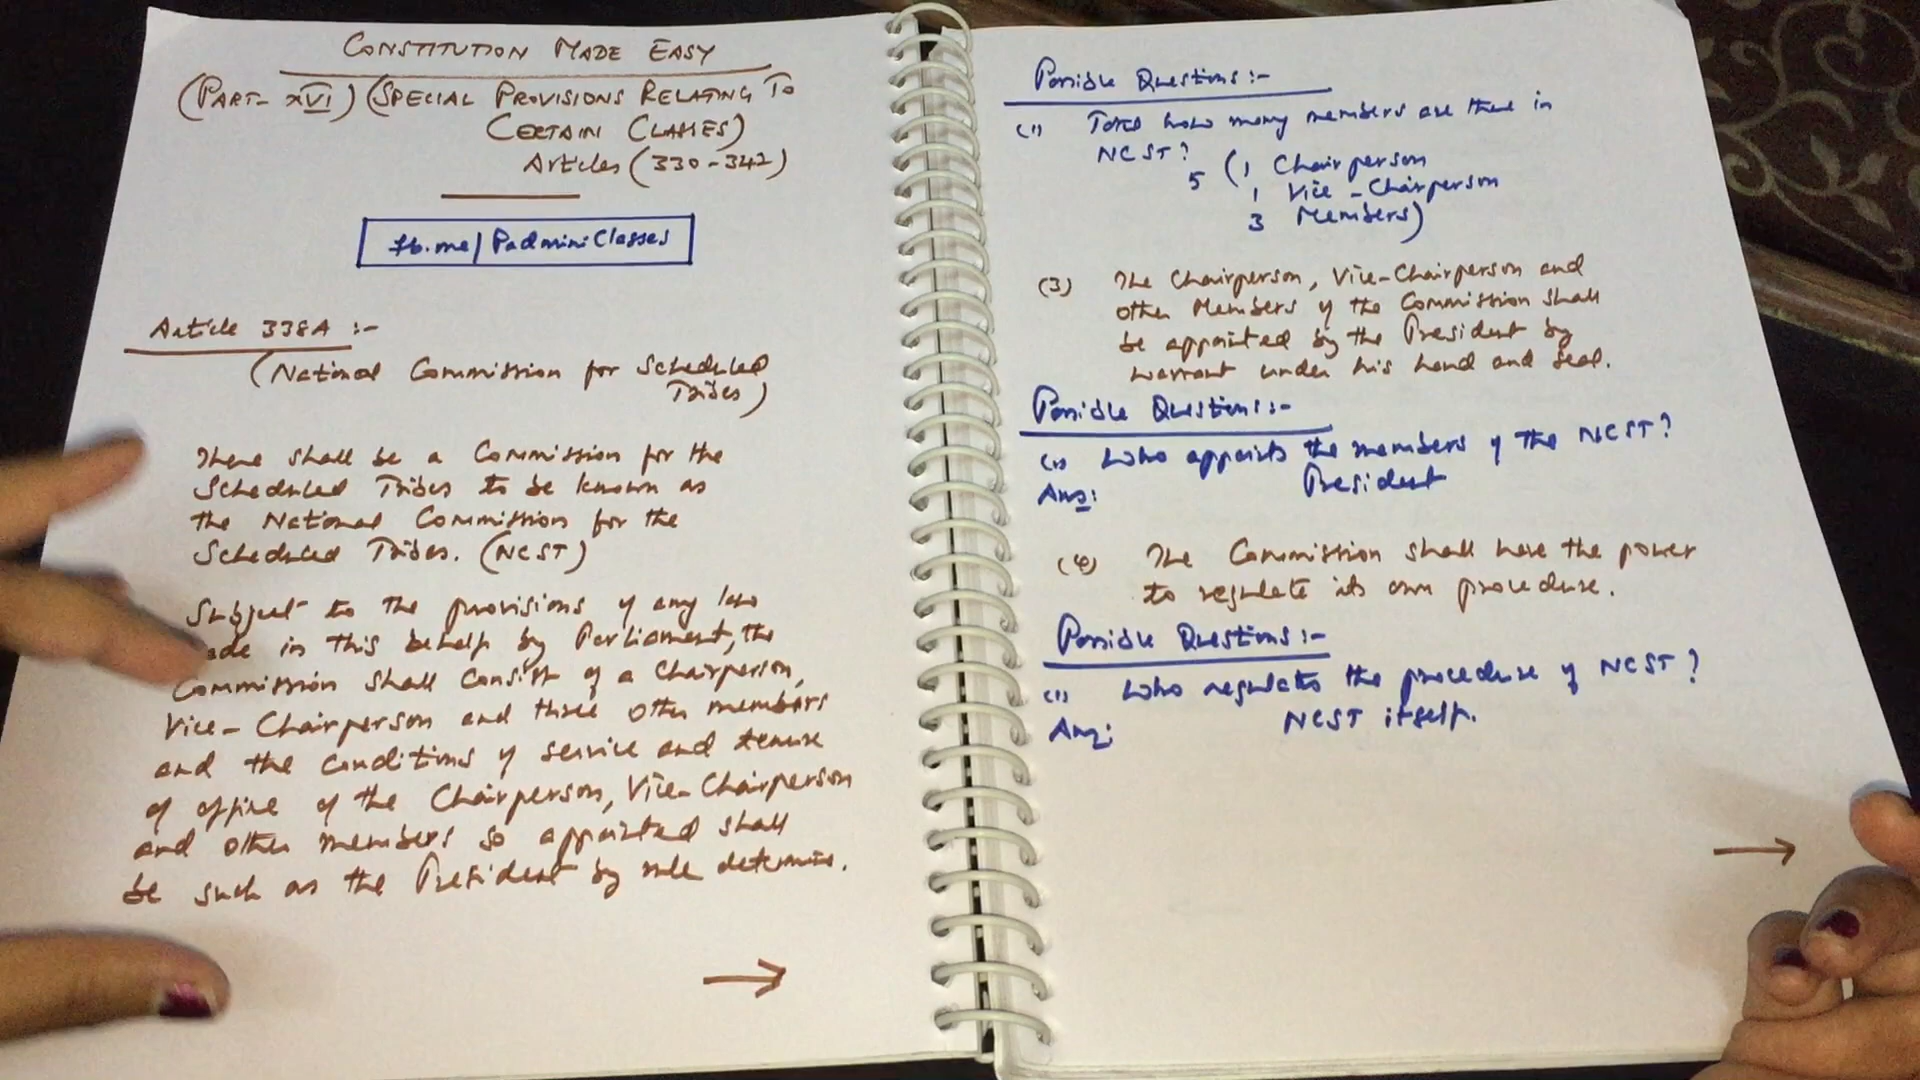 CONSTITUTION MADE EASY
(PART-XVI) (SPECIAL PROVISIONS RELATING TO
CERTAIN CLASSES)
Articles (330-342)
fb.me/PadminiClasses
Article 338A :-
(National Commission for Scheduled
Tribes)
There shall be a Commission for the
Scheduled Tribes to be known as
the National Commission for the
Scheduled Tribes. (NCST)
Subject to the provisions of any law
ade in this behalf by Parliament, the
Commission shall consist of a Chairperson,
Vice-Chairperson and three other members
and the conditions of service and tenure
of office of the Chairperson, Vice-Chairperson
and other members so appointed shall
be such as the President by rule determine.
Possible Questions :-
(1) Total how many members are there in
NCST?
5 (1 Chairperson
1 Vice-Chairperson
3 Members)
(3) The Chairperson, Vice-Chairperson and
other Members of the Commission shall
be appointed by the President by
warrant under his hand and seal.
Possible Questions :-
(1) Who appoints the members of the NCST?
Ans: President
(4) The Commission shall have the power
to regulate its own procedure.
Possible Questions :-
(1) Who regulates the procedure of NCST?
Ans: NCST itself.